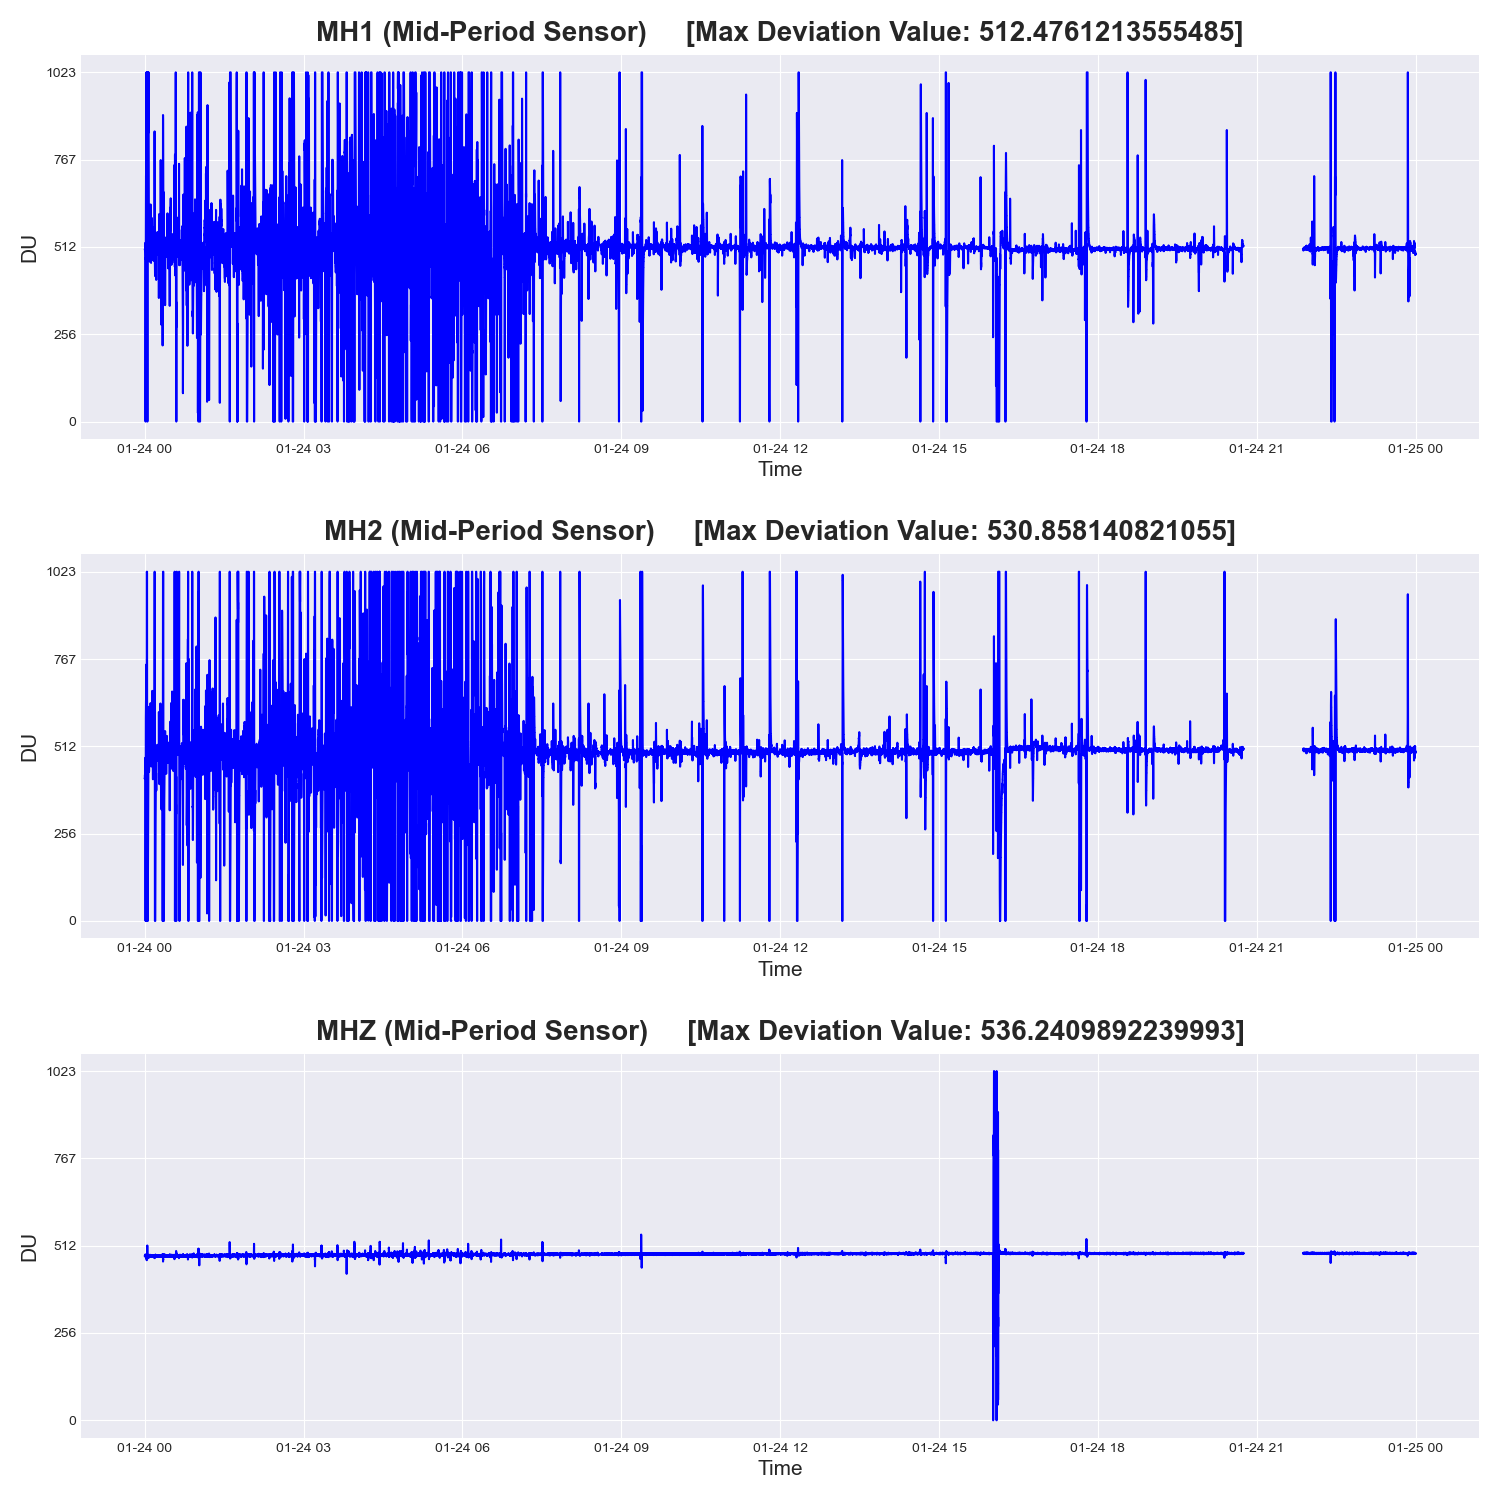 MH1 (Mid-Period Sensor) [Max Deviation Value: 512.4761213555485]
1023
767
512
256
0
DU
01-24 00 01-24 03 01-24 06 01-24 09 01-24 12 01-24 15 01-24 18 01-24 21 01-25 00
Time
MH2 (Mid-Period Sensor) [Max Deviation Value: 530.858140821055]
1023
767
512
256
0
DU
01-24 00 01-24 03 01-24 06 01-24 09 01-24 12 01-24 15 01-24 18 01-24 21 01-25 00
Time
MHZ (Mid-Period Sensor) [Max Deviation Value: 536.2409892239993]
1023
767
512
256
0
DU
01-24 00 01-24 03 01-24 06 01-24 09 01-24 12 01-24 15 01-24 18 01-24 21 01-25 00
Time